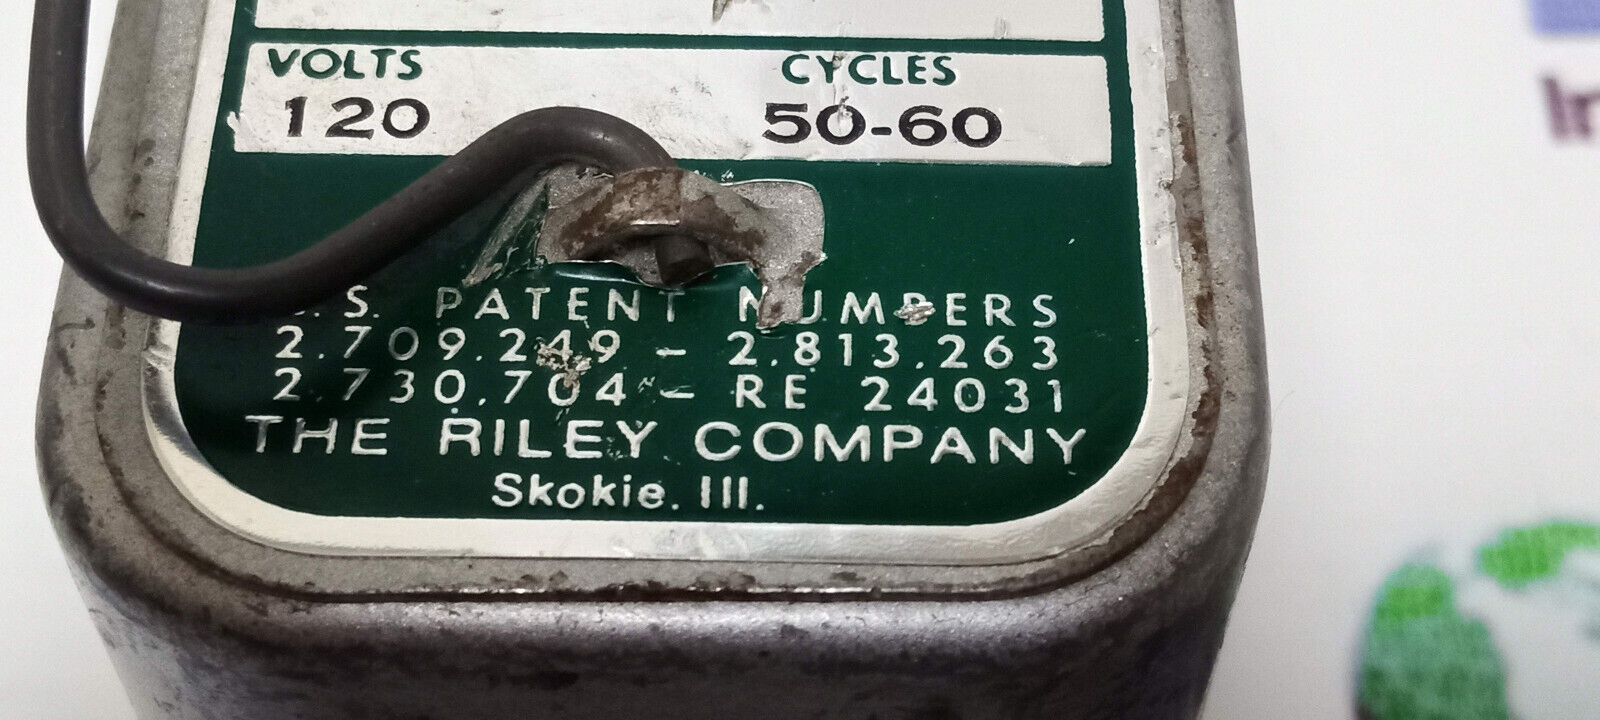 VOLTS CYCLES
120 50-60
S. PATENT NUMBERS
2.709.249 - 2.813.263
2.730.704 - RE 24031
THE RILEY COMPANY
Skokie. Ill.
In